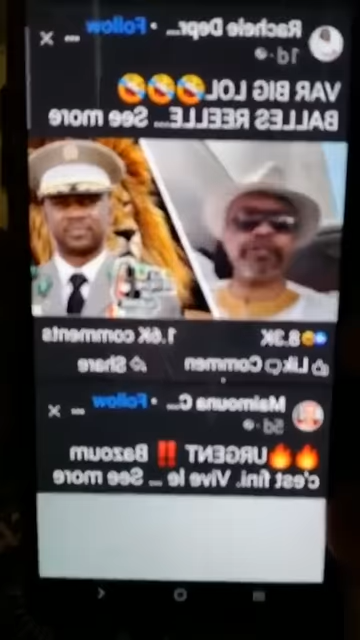 Rachele Depr... · Follow
1d ·
VAR BIG LOL🤣🤣🤣
BALLES REELLE... See more
8.3K 1.6K comments
Lik Commen Share
Maimouna C... · Follow
5d ·
🔥🔥URGENT‼️ Bazoum
c'est fini. Vive le ... See more